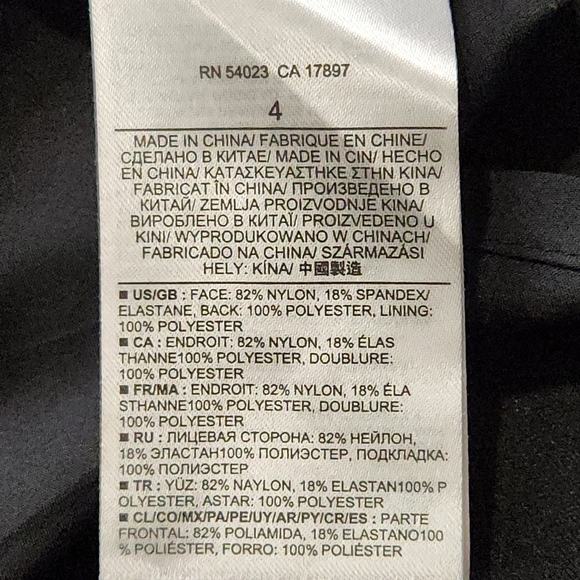 RN 54023 CA 17897
4
MADE IN CHINA/ FABRIQUE EN CHINE/
СДЕЛАНО В КИТАЕ/ MADE IN CIN/ HECHO
EN CHINA/ ΚΑΤΑΣΚΕΥΑΣΤΗΚΕ ΣΤΗΝ ΚΙΝΑ/
FABRICAT ÎN CHINA/ ПРОИЗВЕДЕНО В
КИТАЙ/ ZEMLJA PROIZVODNJE KINA/
ВИРОБЛЕНО В КИТАЇ/ PROIZVEDENO U
KINI/ WYPRODUKOWANO W CHINACH/
FABRICADO NA CHINA/ SZÁRMAZÁSI
HELY: KÍNA/ 中國製造
■ US/GB : FACE: 82% NYLON, 18% SPANDEX/
ELASTANE, BACK: 100% POLYESTER, LINING:
100% POLYESTER
■ CA : ENDROIT: 82% NYLON, 18% ÉLAS
THANNE100% POLYESTER, DOUBLURE:
100% POLYESTER
■ FR/MA : ENDROIT: 82% NYLON, 18% ÉLA
STHANNE100% POLYESTER, DOUBLURE:
100% POLYESTER
■ RU : ЛИЦЕВАЯ СТОРОНА: 82% НЕЙЛОН,
18% ЭЛАСТАН100% ПОЛИЭСТЕР, ПОДКЛАДКА:
100% ПОЛИЭСТЕР
■ TR : YÜZ: 82% NAYLON, 18% ELASTAN100% P
OLYESTER, ASTAR: 100% POLYESTER
■ CL/CO/MX/PA/PE/UY/AR/PY/CR/ES : PARTE
FRONTAL: 82% POLIAMIDA, 18% ELASTANO100
% POLIÉSTER, FORRO: 100% POLIÉSTER